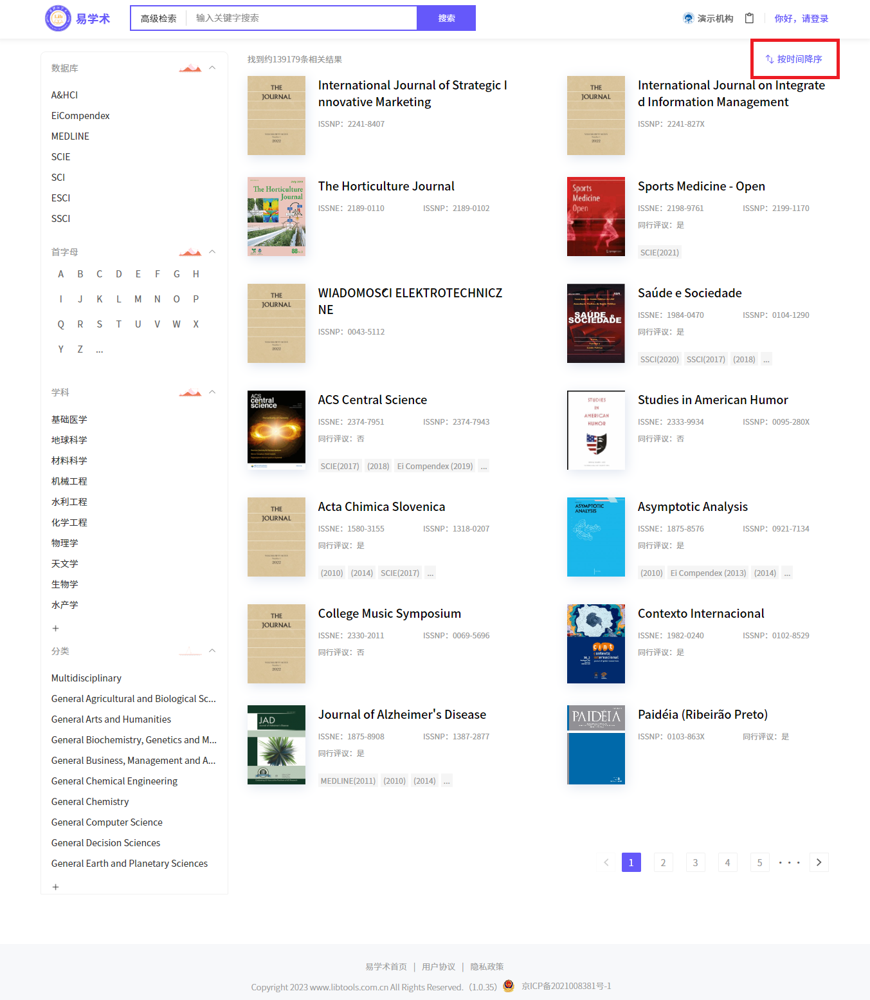 易学术
高级检索
输入关键字搜索
搜索
演示机构
你好，请登录
数据库
A&HCI
EiCompendex
MEDLINE
SCIE
SCI
ESCI
SSCI
首字母
A B C D E F G H
I J K L M N O P
Q R S T U V W X
Y Z ...
学科
基础医学
地球科学
材料科学
机械工程
水利工程
化学工程
物理学
天文学
生物学
水产学
+
分类
Multidisciplinary
General Agricultural and Biological Sc...
General Arts and Humanities
General Biochemistry, Genetics and M...
General Business, Management and A...
General Chemical Engineering
General Chemistry
General Computer Science
General Decision Sciences
General Earth and Planetary Sciences
+
找到约139179条相关结果
按时间降序
THE
JOURNAL
2022
International Journal of Strategic I
nnovative Marketing
ISSNP：2241-8407
THE
JOURNAL
2022
International Journal on Integrate
d Information Management
ISSNP：2241-827X
The Horticulture
Journal
88
The Horticulture Journal
ISSNE：2189-0110 ISSNP：2189-0102
Sports
Medicine
Open
Sports Medicine - Open
ISSNE：2198-9761 ISSNP：2199-1170
同行评议：是
SCIE(2021)
THE
JOURNAL
2022
WIADOMOŚCI ELEKTROTECHNICZ
NE
ISSNP：0043-5112
SAÚDE e
SOCIEDADE
Saúde e Sociedade
ISSNE：1984-0470 ISSNP：0104-1290
同行评议：是
SSCI(2020) SSCI(2017) (2018) ...
ACS
central
science
ACS Central Science
ISSNE：2374-7951 ISSNP：2374-7943
同行评议：否
SCIE(2017) (2018) Ei Compendex (2019) ...
STUDIES
IN
AMERICAN
HUMOR
Studies in American Humor
ISSNE：2333-9934 ISSNP：0095-280X
同行评议：否
THE
JOURNAL
2022
Acta Chimica Slovenica
ISSNE：1580-3155 ISSNP：1318-0207
同行评议：是
(2010) (2014) SCIE(2017) ...
ASYMPTOTIC
ANALYSIS
Asymptotic Analysis
ISSNE：1875-8576 ISSNP：0921-7134
同行评议：是
(2010) Ei Compendex (2013) (2014) ...
THE
JOURNAL
2022
College Music Symposium
ISSNE：2330-2011 ISSNP：0069-5696
同行评议：否
cint
contexto
internacional
Contexto Internacional
ISSNE：1982-0240 ISSNP：0102-8529
同行评议：是
JAD
Journal of Alzheimer's Disease
ISSNE：1875-8908 ISSNP：1387-2877
同行评议：是
MEDLINE(2011) (2010) (2014) ...
PAIDÉIA
Paidéia (Ribeirão Preto)
ISSNP：0103-863X 同行评议：是
1 2 3 4 5 • • •
易学术首页 | 用户协议 | 隐私政策
Copyright 2023 www.libtools.com.cn All Rights Reserved.（1.0.35） 京ICP备2021008381号-1